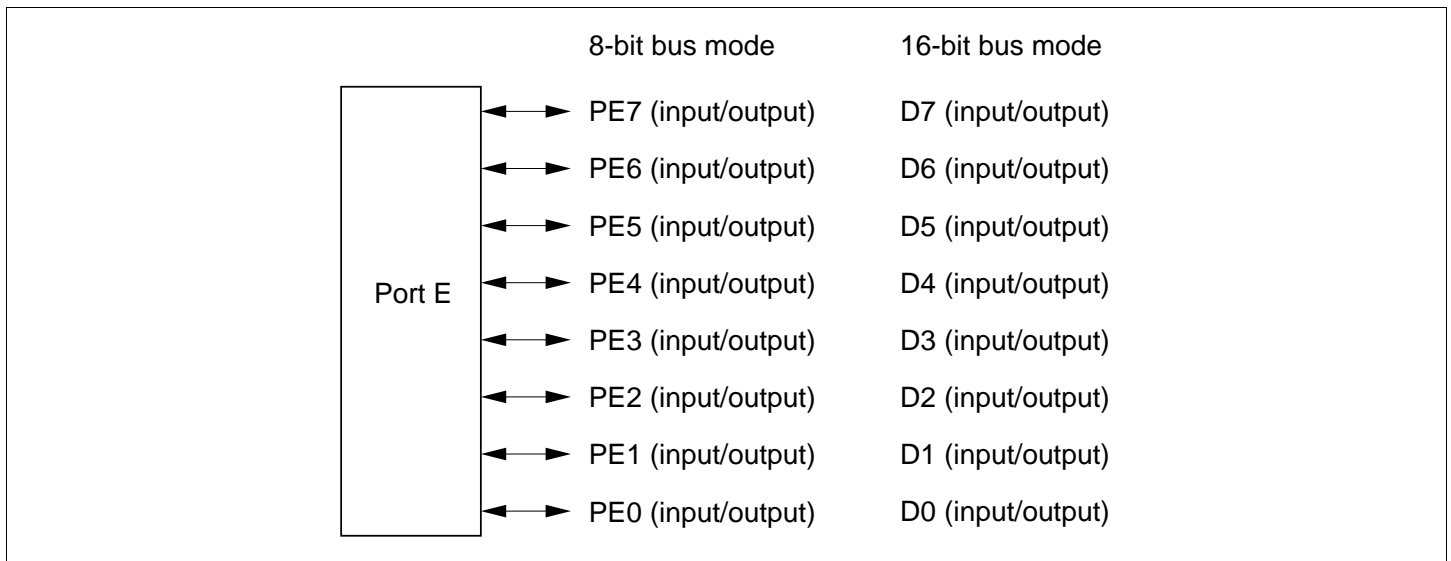 8-bit bus mode 16-bit bus mode
PE7 (input/output) D7 (input/output)
PE6 (input/output) D6 (input/output)
PE5 (input/output) D5 (input/output)
PE4 (input/output) D4 (input/output)
Port E
PE3 (input/output) D3 (input/output)
PE2 (input/output) D2 (input/output)
PE1 (input/output) D1 (input/output)
PE0 (input/output) D0 (input/output)